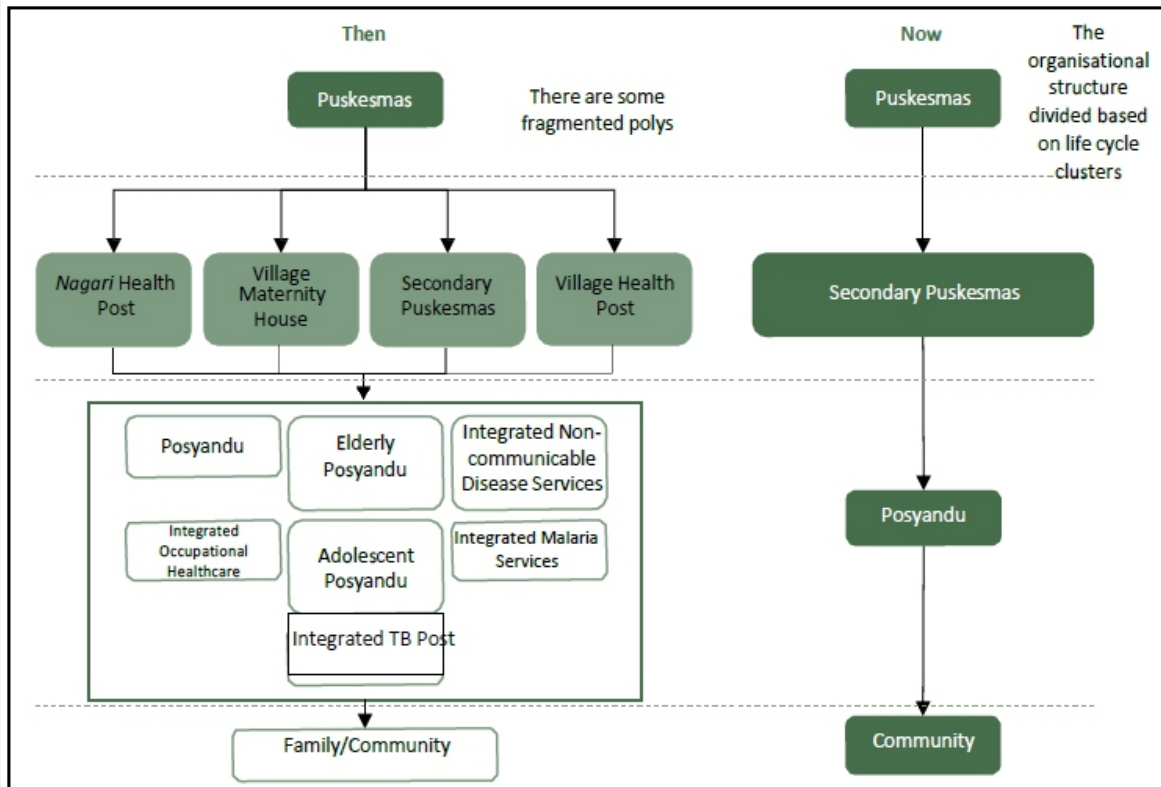 Then
Now
Puskesmas
There are some
fragmented polys
Puskesmas
The
organisational
structure
divided based
on life cycle
clusters
Nagari Health
Post
Village
Maternity
House
Secondary
Puskesmas
Village Health
Post
Secondary Puskesmas
Posyandu
Elderly
Posyandu
Integrated Non-
communicable
Disease Services
Integrated
Occupational
Healthcare
Adolescent
Posyandu
Integrated Malaria
Services
Integrated TB Post
Posyandu
Family/Community
Community